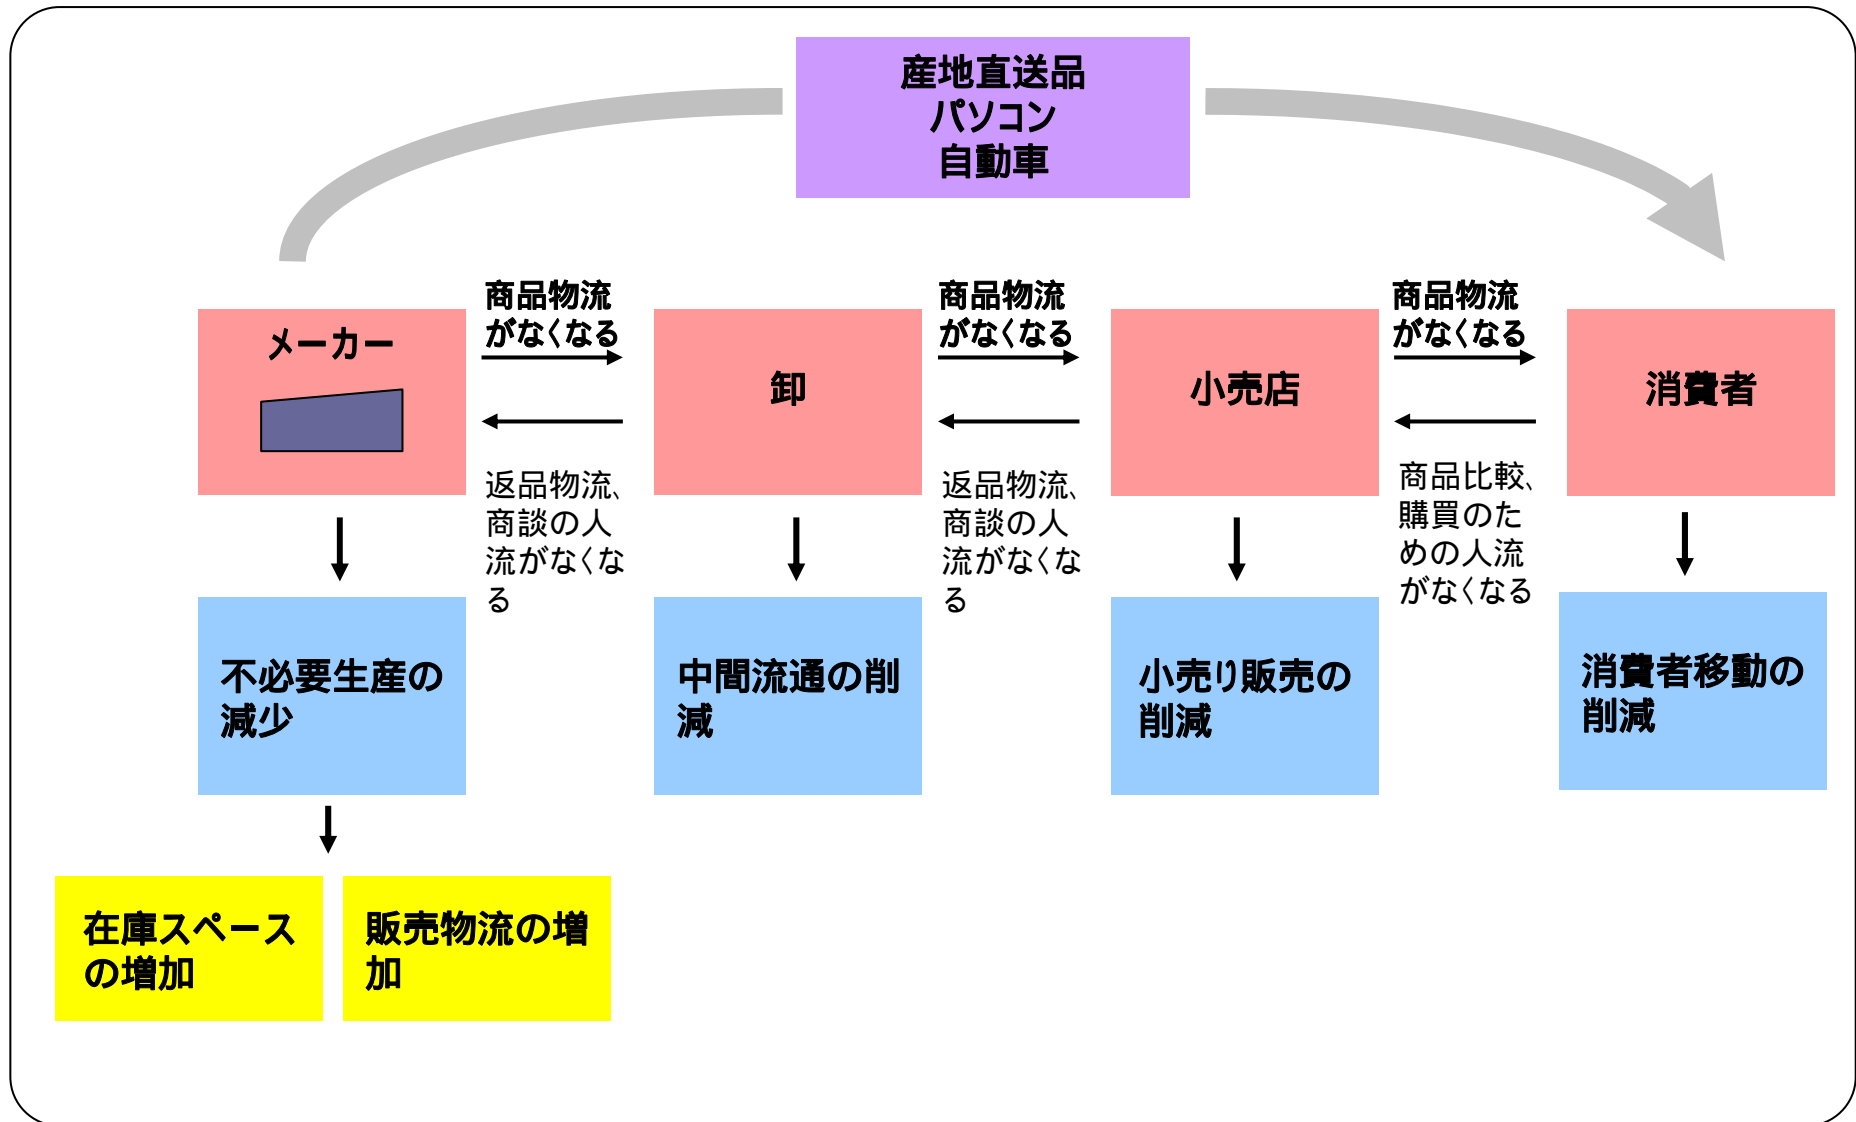 産地直送品
パソコン
自動車
商品物流
がなくなる
商品物流
がなくなる
商品物流
がなくなる
メーカー
卸
小売店
消費者
返品物流、
商談の人
流がなくな
る
返品物流、
商談の人
流がなくな
る
商品比較、
購買のた
めの人流
がなくなる
不必要生産の
減少
中間流通の削
減
小売り販売の
削減
消費者移動の
削減
在庫スペース
の増加
販売物流の増
加